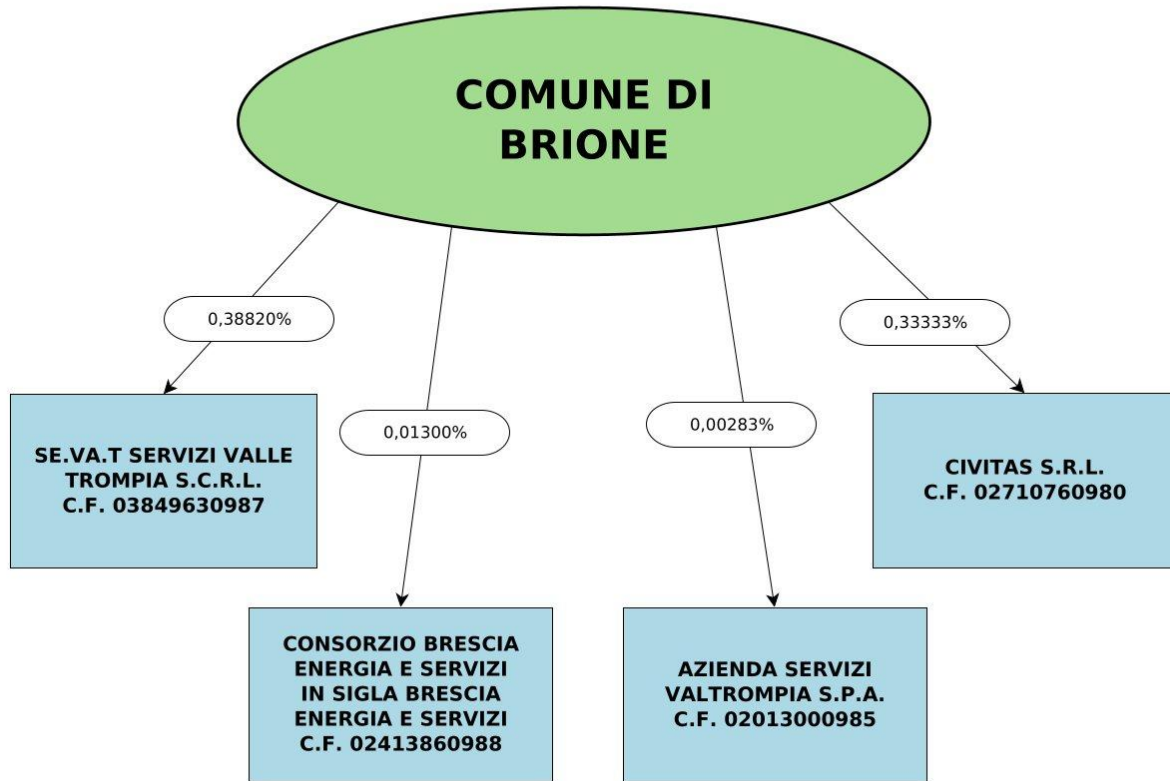 COMUNE DI
BRIONE
0,38820%
0,33333%
0,01300%
0,00283%
SE.VA.T SERVIZI VALLE
TROMPIA S.C.R.L.
C.F. 03849630987
CIVITAS S.R.L.
C.F. 02710760980
CONSORZIO BRESCIA
ENERGIA E SERVIZI
IN SIGLA BRESCIA
ENERGIA E SERVIZI
C.F. 02413860988
AZIENDA SERVIZI
VALTROMPIA S.P.A.
C.F. 02013000985